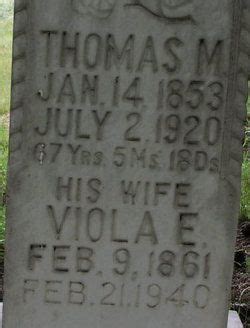 THOMAS M.
JAN. 14, 1853
JULY 2, 1920
67 YRS. 5 MS. 18 DS.
HIS WIFE
VIOLA E.
FEB. 9, 1861
FEB. 21, 1940